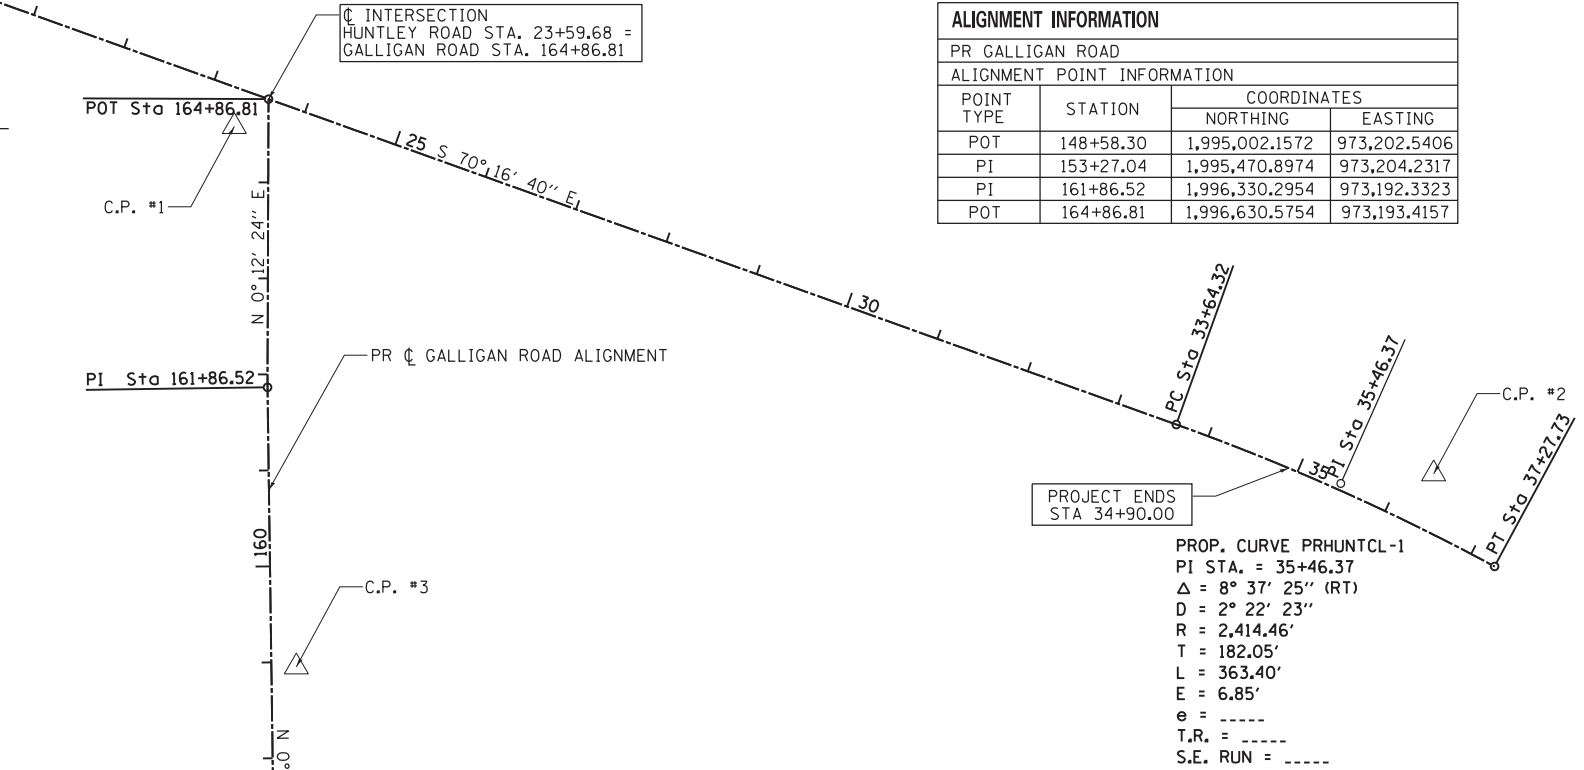 ℄ INTERSECTION
HUNTLEY ROAD STA. 23+59.68 =
GALLIGAN ROAD STA. 164+86.81
POT Sta 164+86.81
C.P. #1
25
S 70° 16' 40" E
N 0° 12' 24" E
PI Sta 161+86.52
PR ℄ GALLIGAN ROAD ALIGNMENT
160
C.P. #3
0° N
30
ALIGNMENT INFORMATION
PR GALLIGAN ROAD
ALIGNMENT POINT INFORMATION
POINT TYPE STATION COORDINATES
NORTHING EASTING
POT 148+58.30 1,995,002.1572 973,202.5406
PI 153+27.04 1,995,470.8974 973,204.2317
PI 161+86.52 1,996,330.2954 973,192.3323
POT 164+86.81 1,996,630.5754 973,193.4157
PC Sta 33+64.32
PI Sta 35+46.37
35
C.P. #2
PT Sta 37+27.73
PROJECT ENDS
STA 34+90.00
PROP. CURVE PRHUNTCL-1
PI STA. = 35+46.37
Δ = 8° 37' 25" (RT)
D = 2° 22' 23"
R = 2,414.46'
T = 182.05'
L = 363.40'
E = 6.85'
e = _____
T.R. = _____
S.E. RUN = _____